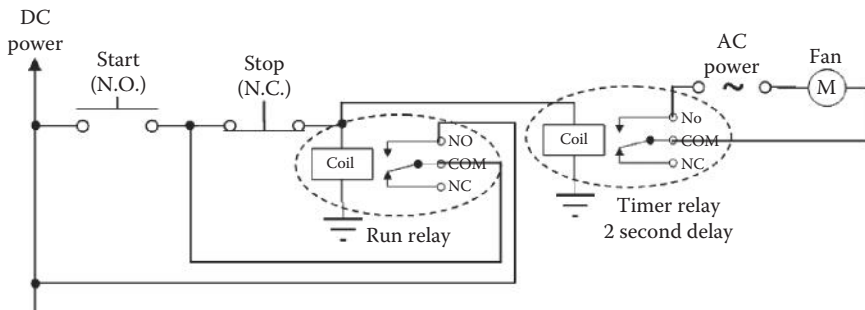 DC
power
Start
(N.O.)
Stop
(N.C.)
AC
power
Fan
~
M
Coil
NO
COM
NC
Run relay
Coil
No
COM
NC
Timer relay
2 second delay